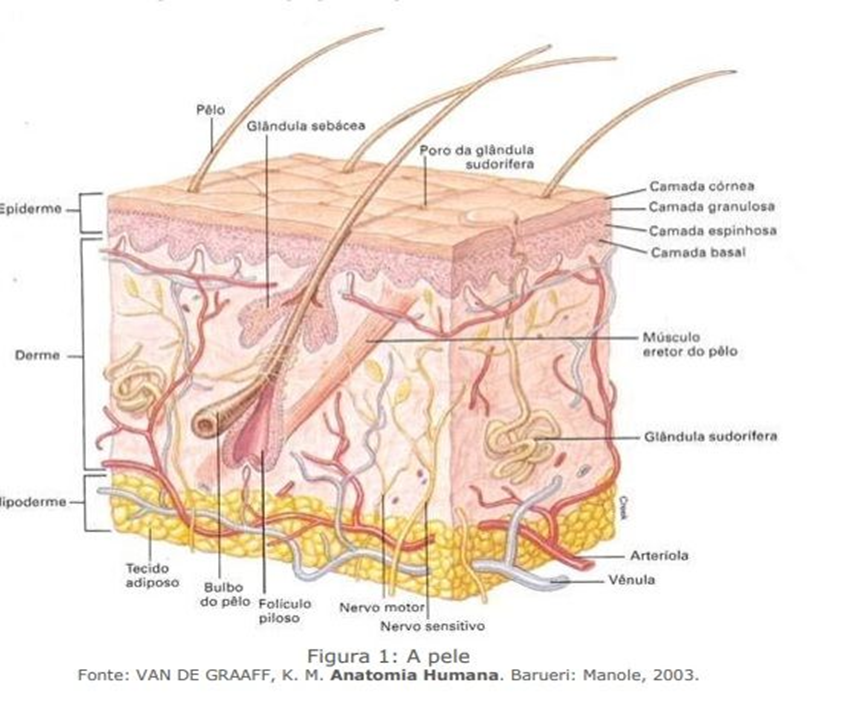 Pêlo
Glândula sebácea
Poro da glândula
sudorífera
Camada córnea
Camada granulosa
Camada espinhosa
Camada basal
Epiderme
Derme
Músculo
eretor do pêlo
Glândula sudorífera
Hipoderme
Creek
Arteríola
Vênula
Tecido
adiposo
Bulbo
do pêlo
Folículo
piloso
Nervo motor
Nervo sensitivo
Figura 1: A pele
Fonte: VAN DE GRAAFF, K. M. Anatomia Humana. Barueri: Manole, 2003.